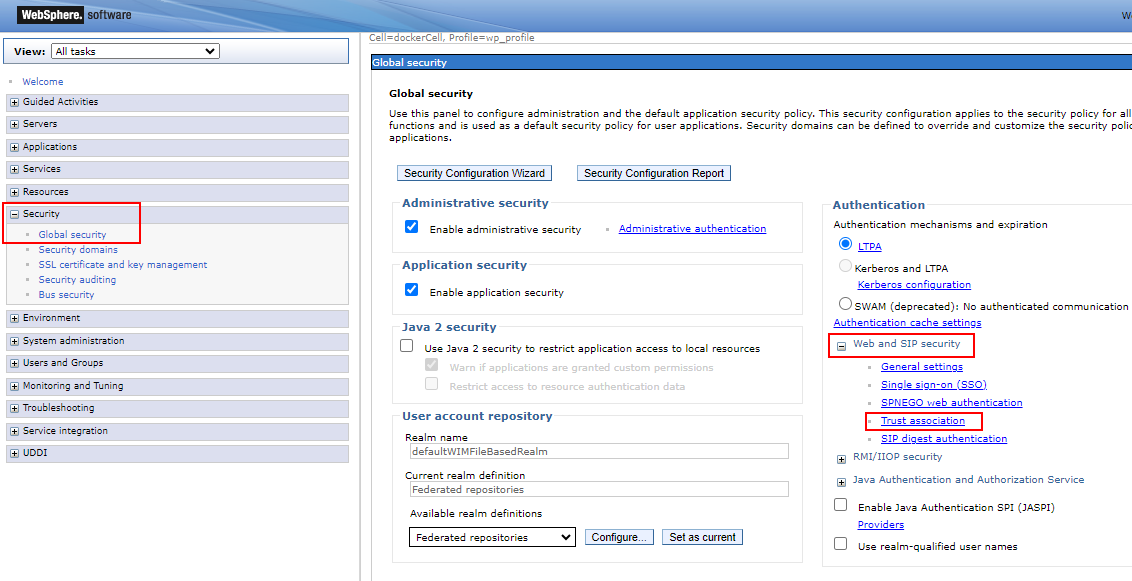 WebSphere. software
We
View: All tasks
Welcome
Guided Activities
Servers
Applications
Services
Resources
Security
Global security
Security domains
SSL certificate and key management
Security auditing
Bus security
Environment
System administration
Users and Groups
Monitoring and Tuning
Troubleshooting
Service integration
UDDI
Cell=dockerCell, Profile=wp_profile
Global security
Global security
Use this panel to configure administration and the default application security policy. This security configuration applies to the security policy for all
functions and is used as a default security policy for user applications. Security domains can be defined to override and customize the security polic
applications.
Security Configuration Wizard Security Configuration Report
Administrative security
Enable administrative security Administrative authentication
Application security
Enable application security
Java 2 security
Use Java 2 security to restrict application access to local resources
Warn if applications are granted custom permissions
Restrict access to resource authentication data
User account repository
Realm name
defaultWIMFileBasedRealm
Current realm definition
Federated repositories
Available realm definitions
Federated repositories Configure... Set as current
Authentication
Authentication mechanisms and expiration
LTPA
Kerberos and LTPA
Kerberos configuration
SWAM (deprecated): No authenticated communication
Authentication cache settings
Web and SIP security
General settings
Single sign-on (SSO)
SPNEGO web authentication
Trust association
SIP digest authentication
RMI/IIOP security
Java Authentication and Authorization Service
Enable Java Authentication SPI (JASPI)
Providers
Use realm-qualified user names